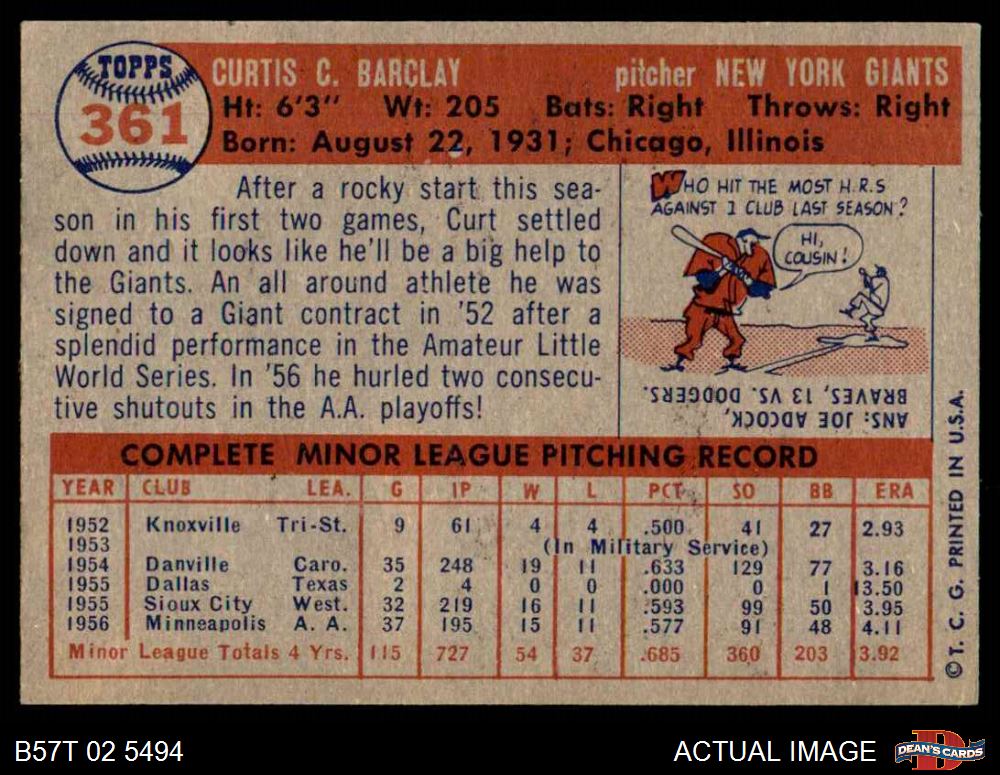 TOPPS
361
CURTIS C. BARCLAY pitcher NEW YORK GIANTS
Ht: 6'3" Wt: 205 Bats: Right Throws: Right
Born: August 22, 1931; Chicago, Illinois
After a rocky start this sea-
son in his first two games, Curt settled
down and it looks like he'll be a big help to
the Giants. An all around athlete he was
signed to a Giant contract in '52 after a
splendid performance in the Amateur Little
World Series. In '56 he hurled two consecu-
tive shutouts in the A.A. playoffs!
WHO HIT THE MOST H.R.S
AGAINST 1 CLUB LAST SEASON?
HI,
COUSIN!
ANS: JOE ADCOCK,
BRAVES, 13 VS. DODGERS.
COMPLETE MINOR LEAGUE PITCHING RECORD
YEAR CLUB LEA. G IP W L PCT. SO BB ERA
1952 Knoxville Tri-St. 9 61 4 4 .500 41 27 2.93
1953 (In Military Service)
1954 Danville Caro. 35 248 19 11 .633 129 77 3.16
1955 Dallas Texas 2 4 0 0 .000 0 1 13.50
1955 Sioux City West. 32 219 16 11 .593 99 50 3.95
1956 Minneapolis A. A. 37 195 15 11 .577 91 48 4.11
Minor League Totals 4 Yrs. 115 727 54 37 .685 360 203 3.92
© T. C. G. PRINTED IN U.S.A.
B57T 02 5494 ACTUAL IMAGE
D
DEAN'S CARDS